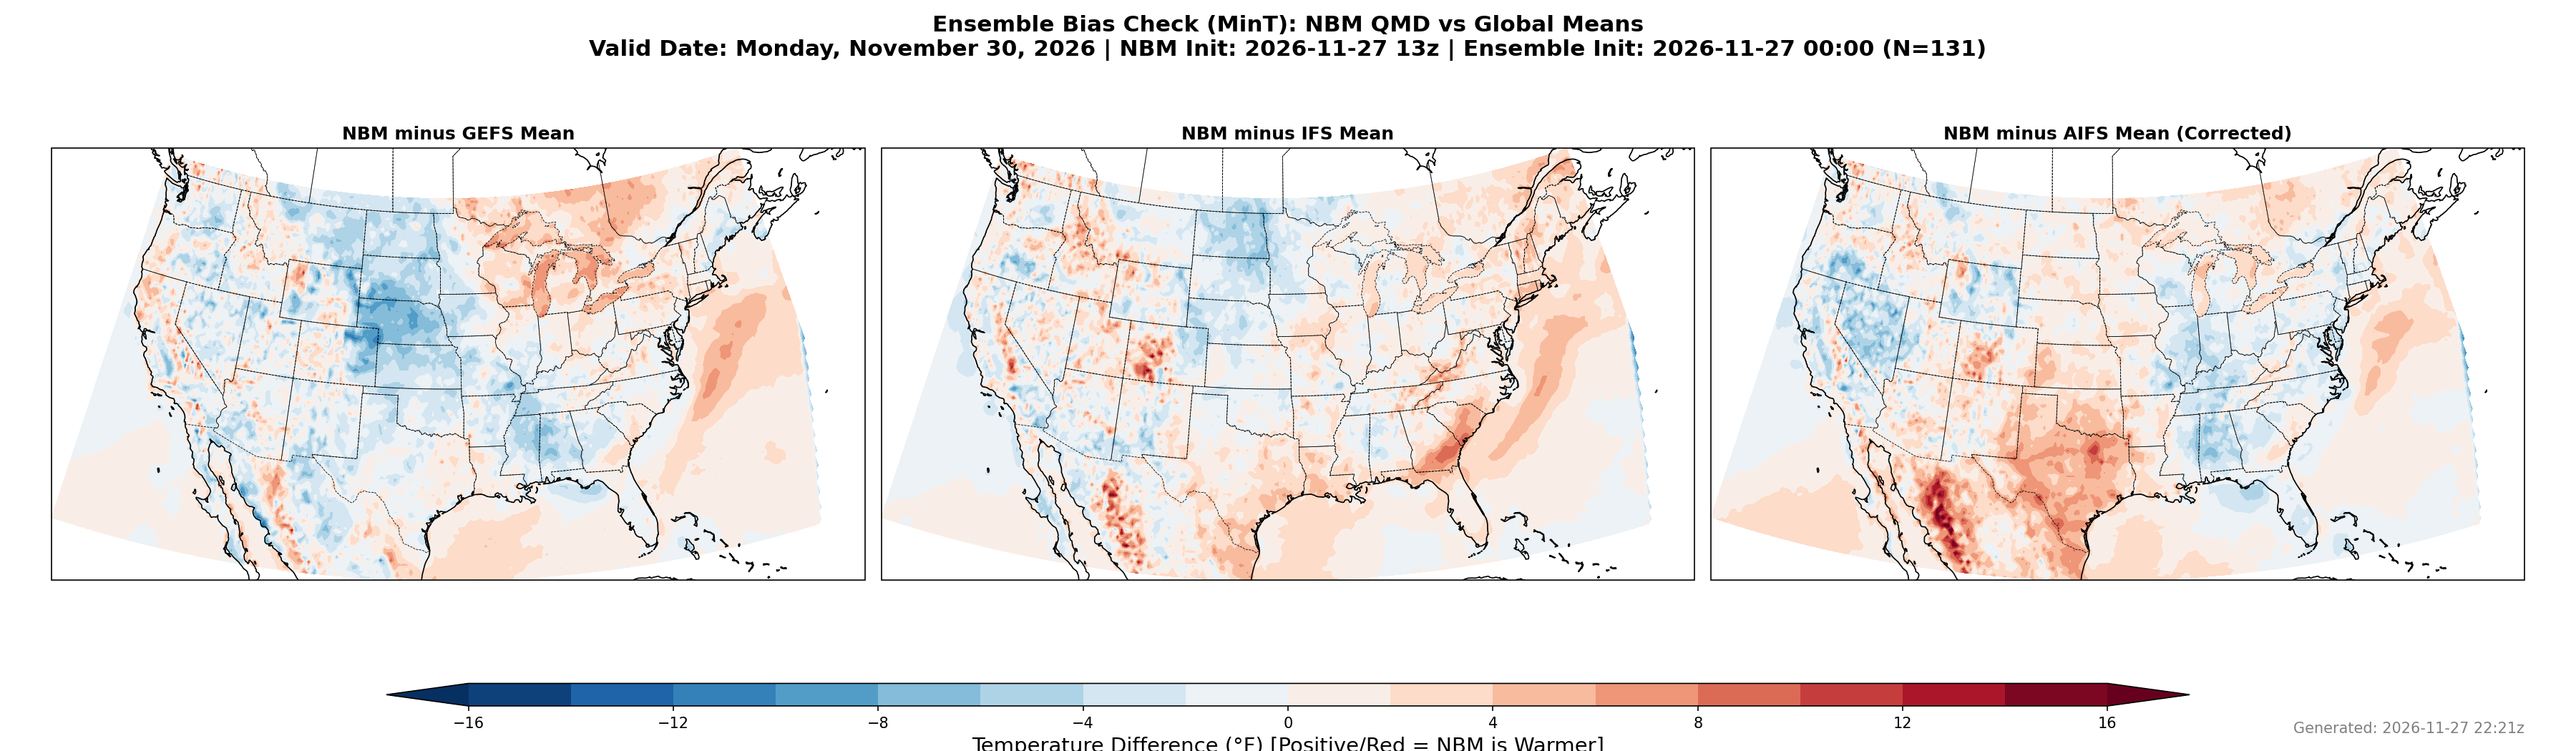 Ensemble Bias Check (MinT): NBM QMD vs Global Means
Valid Date: Monday, November 30, 2026 | NBM Init: 2026-11-27 13z | Ensemble Init: 2026-11-27 00:00 (N=131)
NBM minus GEFS Mean
NBM minus IFS Mean
NBM minus AIFS Mean (Corrected)
−16 −12 −8 −4 0 4 8 12 16
Generated: 2026-11-27 22:21z
Temperature Difference (°F) [Positive/Red = NBM is Warmer]